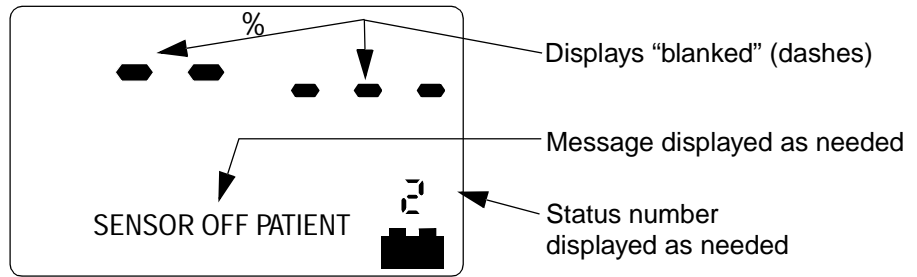 %
Displays “blanked” (dashes)
Message displayed as needed
SENSOR OFF PATIENT
2
Status number
displayed as needed